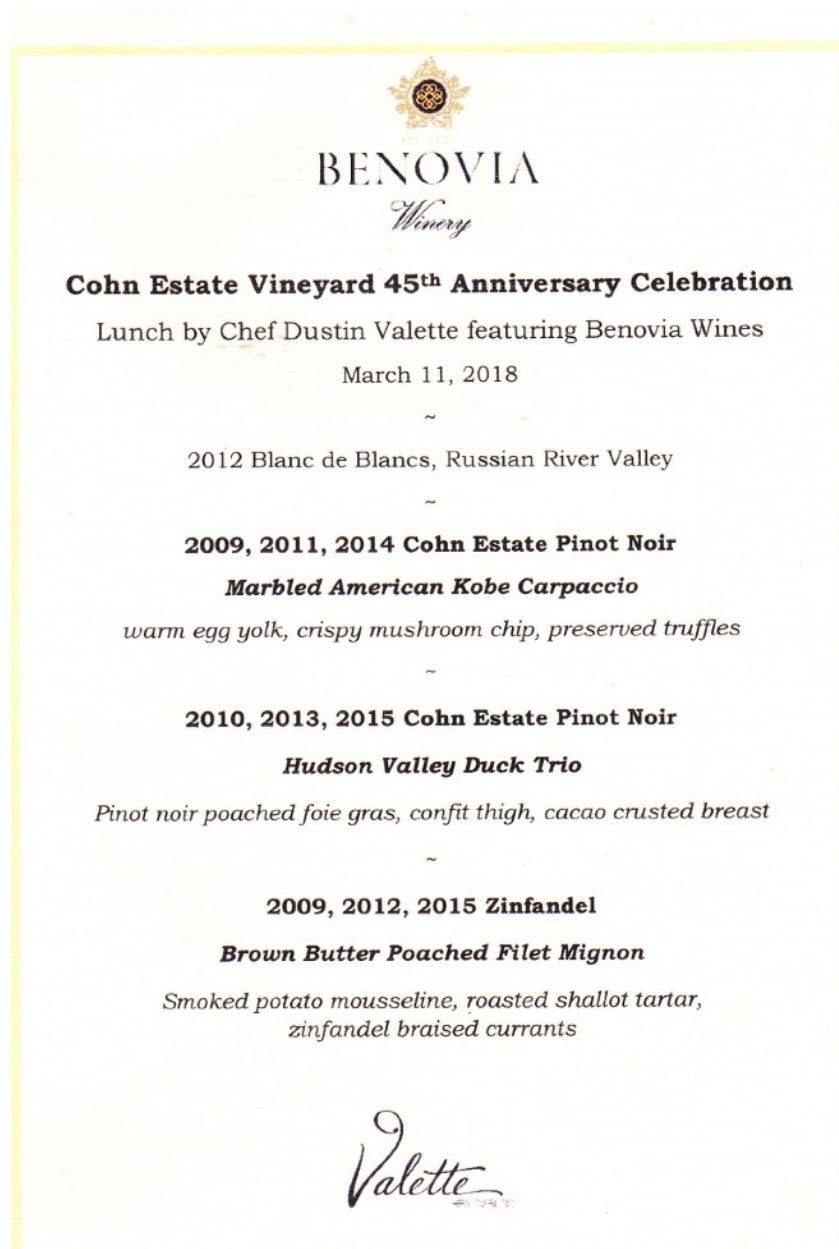 BENOVIA
Winery
Cohn Estate Vineyard 45th Anniversary Celebration
Lunch by Chef Dustin Valette featuring Benovia Wines
March 11, 2018
~
2012 Blanc de Blancs, Russian River Valley
~
2009, 2011, 2014 Cohn Estate Pinot Noir
Marbled American Kobe Carpaccio
warm egg yolk, crispy mushroom chip, preserved truffles
~
2010, 2013, 2015 Cohn Estate Pinot Noir
Hudson Valley Duck Trio
Pinot noir poached foie gras, confit thigh, cacao crusted breast
~
2009, 2012, 2015 Zinfandel
Brown Butter Poached Filet Mignon
Smoked potato mousseline, roasted shallot tartar,
zinfandel braised currants
Valette